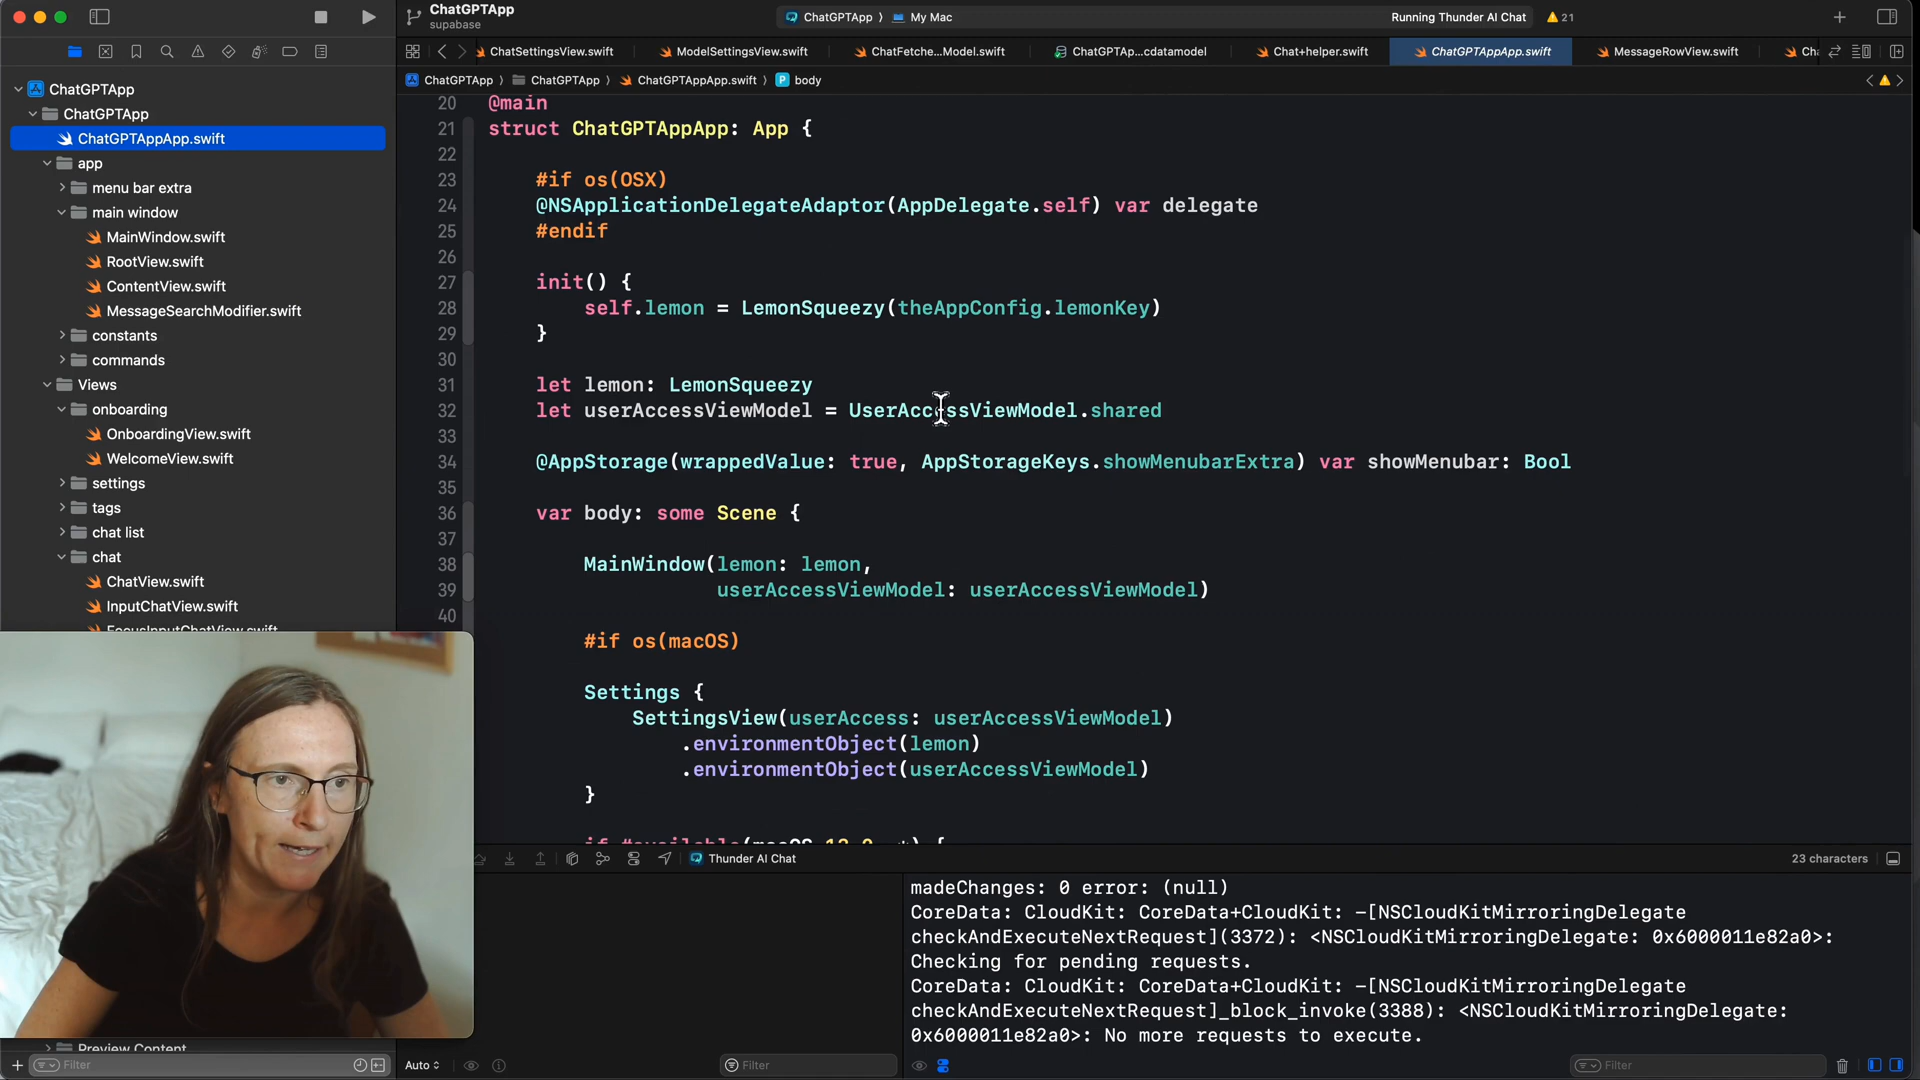 ChatGPTApp
supabase
ChatGPTApp ⟩ My Mac
Running Thunder AI Chat
21
ChatSettingsView.swift
ModelSettingsView.swift
ChatFetche...Model.swift
ChatGPTAp...cdatamodel
Chat+helper.swift
ChatGPTAppApp.swift
MessageRowView.swift
Cha
ChatGPTApp ⟩ ChatGPTApp ⟩ ChatGPTAppApp.swift ⟩ P body
ChatGPTApp
ChatGPTApp
ChatGPTAppApp.swift
app
menu bar extra
main window
MainWindow.swift
RootView.swift
ContentView.swift
MessageSearchModifier.swift
constants
commands
Views
onboarding
OnboardingView.swift
WelcomeView.swift
settings
tags
chat list
chat
ChatView.swift
InputChatView.swift
FocusInputChatView.swift
Preview Content
Filter
20 @main
21 struct ChatGPTAppApp: App {
22
23 #if os(OSX)
24 @NSApplicationDelegateAdaptor(AppDelegate.self) var delegate
25 #endif
26
27 init() {
28 self.lemon = LemonSqueezy(theAppConfig.lemonKey)
29 }
30
31 let lemon: LemonSqueezy
32 let userAccessViewModel = UserAccessViewModel.shared
33
34 @AppStorage(wrappedValue: true, AppStorageKeys.showMenubarExtra) var showMenubar: Bool
35
36 var body: some Scene {
37
38 MainWindow(lemon: lemon,
39 userAccessViewModel: userAccessViewModel)
40
#if os(macOS)
Settings {
SettingsView(userAccess: userAccessViewModel)
.environmentObject(lemon)
.environmentObject(userAccessViewModel)
}
if #available(macOS 13.0, *) {
Thunder AI Chat
23 characters
madeChanges: 0 error: (null)
CoreData: CloudKit: CoreData+CloudKit: -[NSCloudKitMirroringDelegate
checkAndExecuteNextRequest](3372): <NSCloudKitMirroringDelegate: 0x6000011e82a0>:
Checking for pending requests.
CoreData: CloudKit: CoreData+CloudKit: -[NSCloudKitMirroringDelegate
checkAndExecuteNextRequest]_block_invoke(3388): <NSCloudKitMirroringDelegate:
0x6000011e82a0>: No more requests to execute.
Auto
Filter
Filter